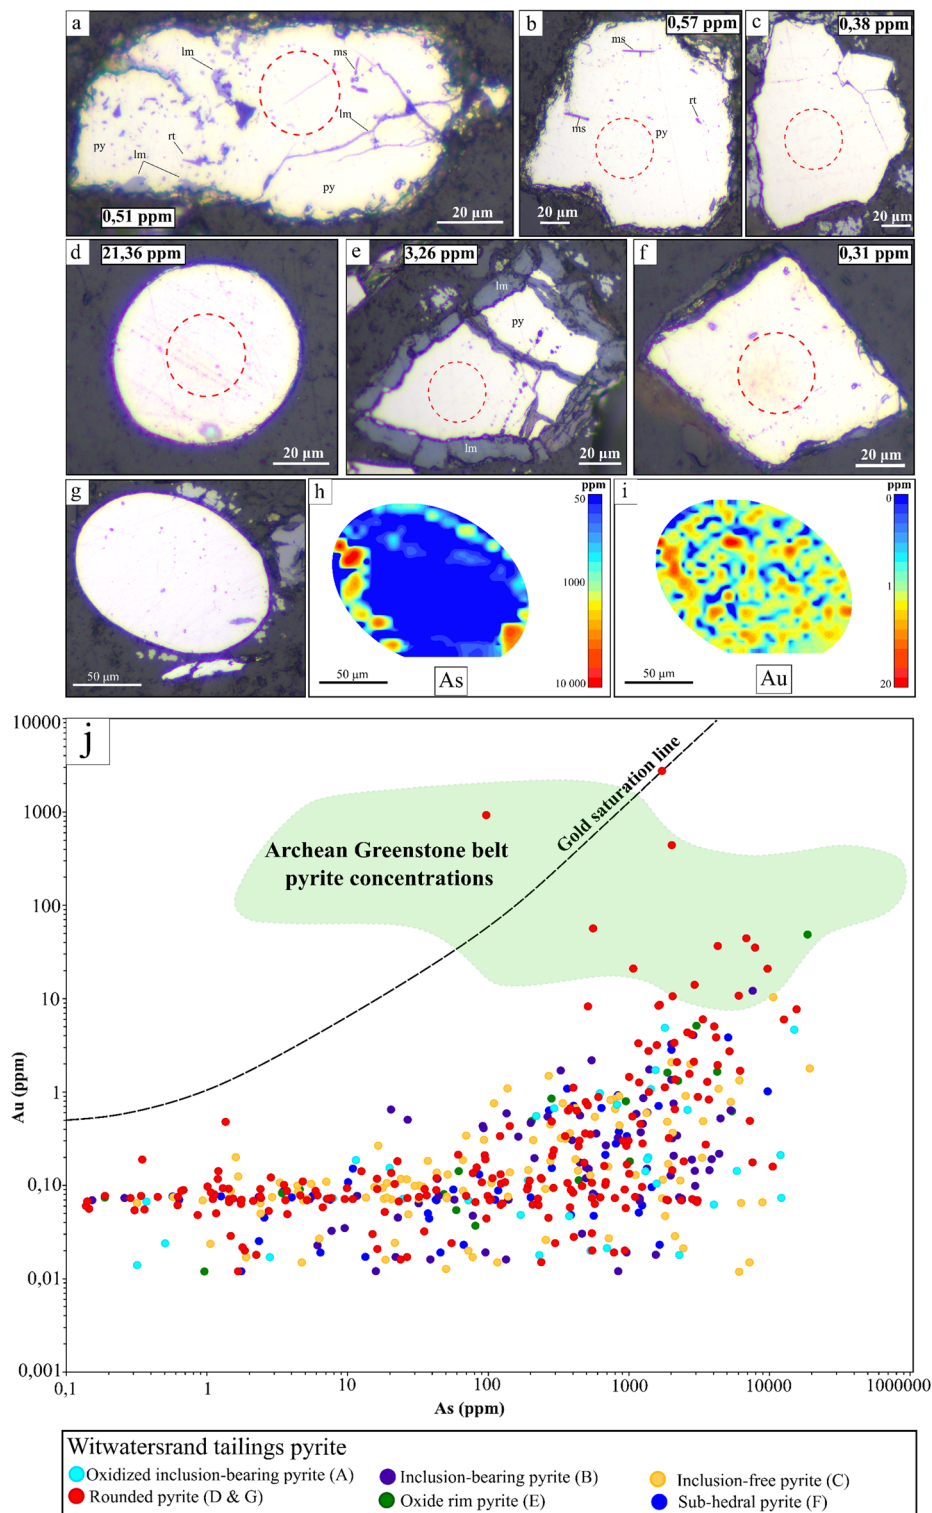 a
lm
ms
lm
rt
py
lm
py
0,51 ppm
20 µm
b
0,57 ppm
ms
rt
py
ms
20 µm
c
0,38 ppm
20 µm
d
21,36 ppm
20 µm
e
3,26 ppm
lm
py
lm
20 µm
f
0,31 ppm
20 µm
g
50 µm
h
ppm
50
1000
10 000
50 µm
As
i
ppm
0
1
20
50 µm
Au
j
10000
1000
100
10
1
0,10
0,01
0,001
Au (ppm)
Archean Greenstone belt
pyrite concentrations
Gold saturation line
0,1
1
10
100
1000
10000
1000000
As (ppm)
Witwatersrand tailings pyrite
Oxidized inclusion-bearing pyrite (A)
Inclusion-bearing pyrite (B)
Inclusion-free pyrite (C)
Rounded pyrite (D & G)
Oxide rim pyrite (E)
Sub-hedral pyrite (F)